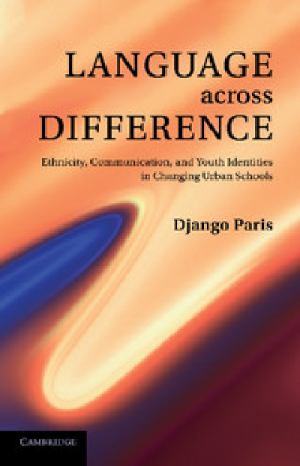 LANGUAGE
across
DIFFERENCE
Ethnicity, Communication, and Youth Identities
in Changing Urban Schools
Django Paris
CAMBRIDGE